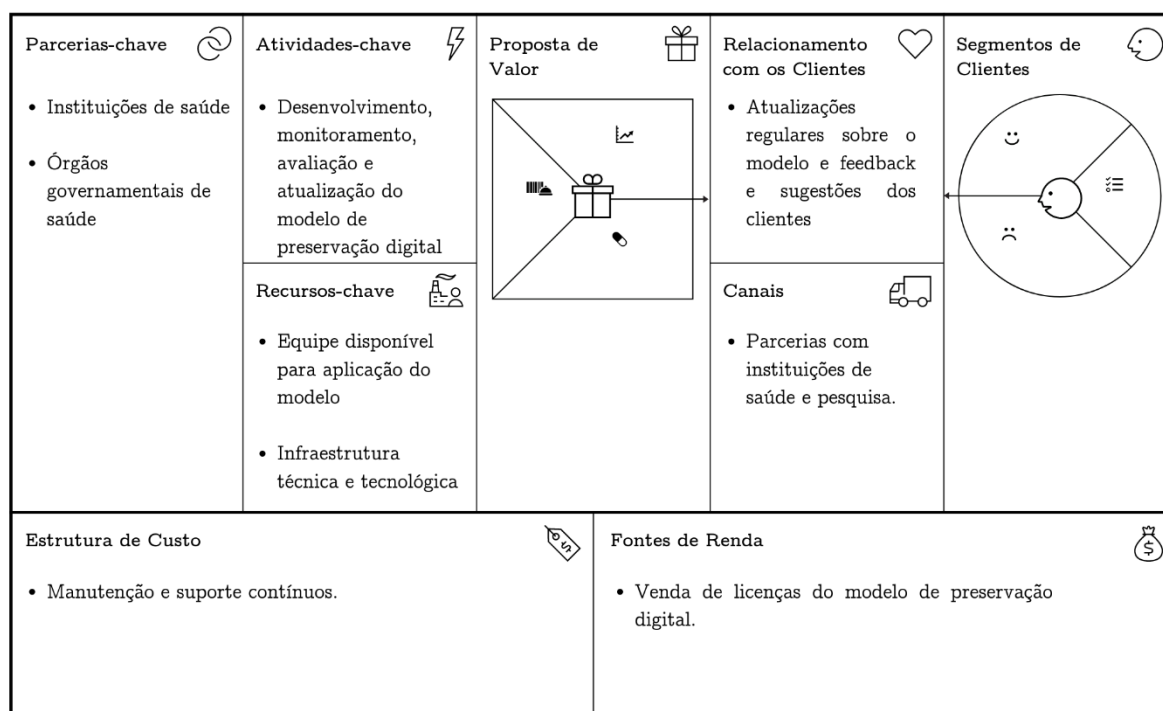 Parcerias-chave
• Instituições de saúde
• Órgãos
governamentais de
saúde
Atividades-chave
• Desenvolvimento,
monitoramento,
avaliação e
atualização do
modelo de
preservação digital
Recursos-chave
• Equipe disponível
para aplicação do
modelo
• Infraestrutura
técnica e tecnológica
Proposta de
Valor
Relacionamento
com os Clientes
• Atualizações
regulares sobre o
modelo e feedback
e sugestões dos
clientes
Canais
• Parcerias com
instituições de
saúde e pesquisa.
Segmentos de
Clientes
Estrutura de Custo
• Manutenção e suporte contínuos.
Fontes de Renda
• Venda de licenças do modelo de preservação
digital.